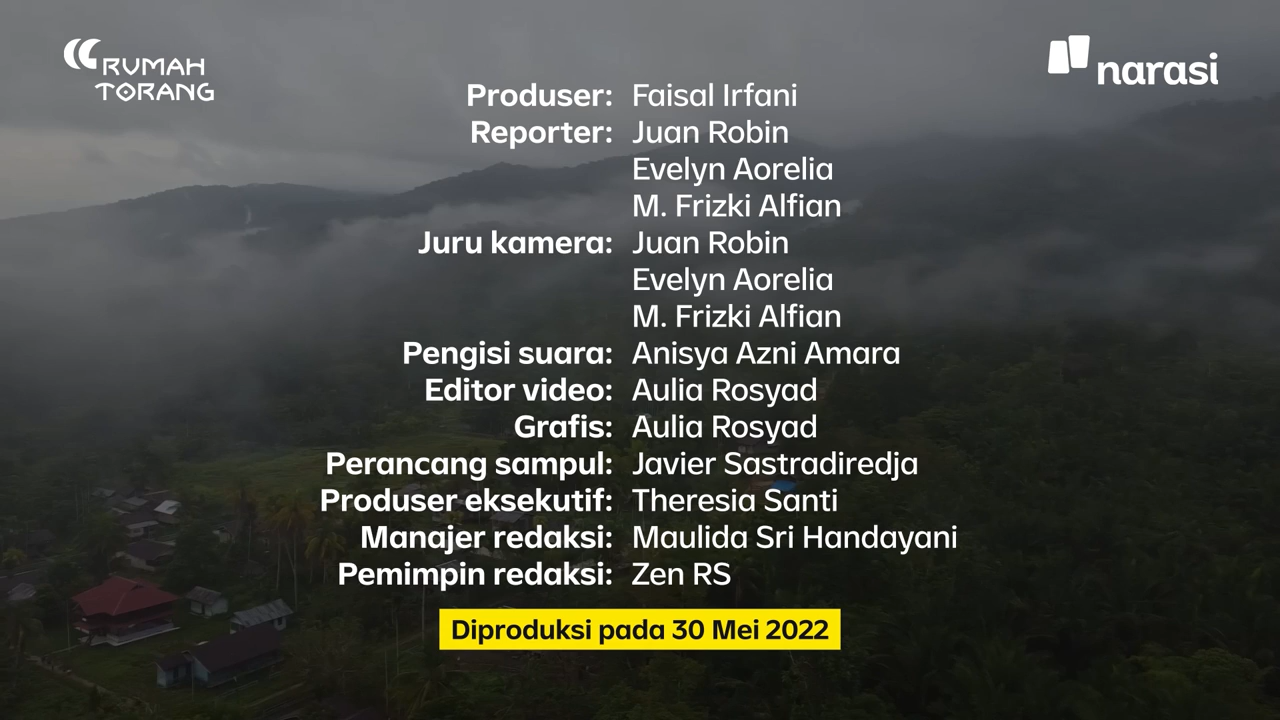 RUMAH
TORANG
narasi
Produser: Faisal Irfani
Reporter: Juan Robin
Evelyn Aorelia
M. Frizki Alfian
Juru kamera: Juan Robin
Evelyn Aorelia
M. Frizki Alfian
Pengisi suara: Anisya Azni Amara
Editor video: Aulia Rosyad
Grafis: Aulia Rosyad
Perancang sampul: Javier Sastradiredja
Produser eksekutif: Theresia Santi
Manajer redaksi: Maulida Sri Handayani
Pemimpin redaksi: Zen RS
Diproduksi pada 30 Mei 2022